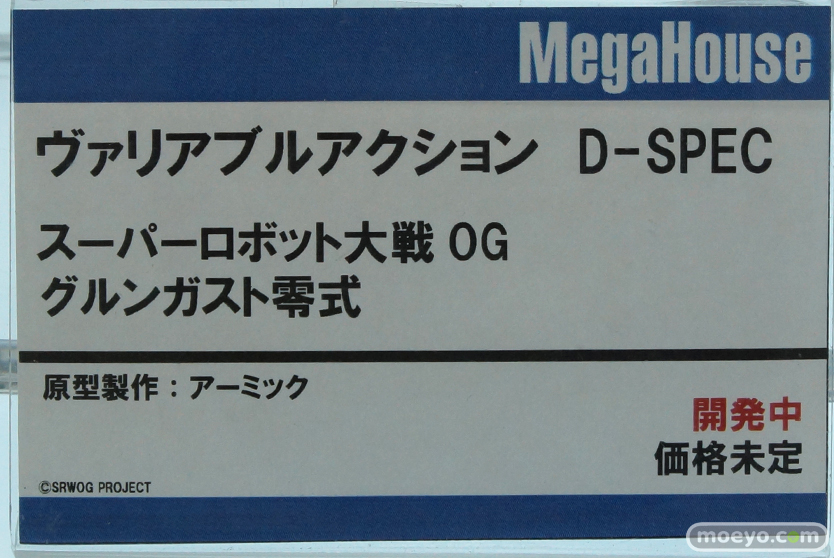 MegaHouse
ヴァリアブルアクション D-SPEC
スーパーロボット大戦 OG
グルンガスト零式
原型製作：アーミック
開発中
価格未定
©SRWOG PROJECT
moeyo.com